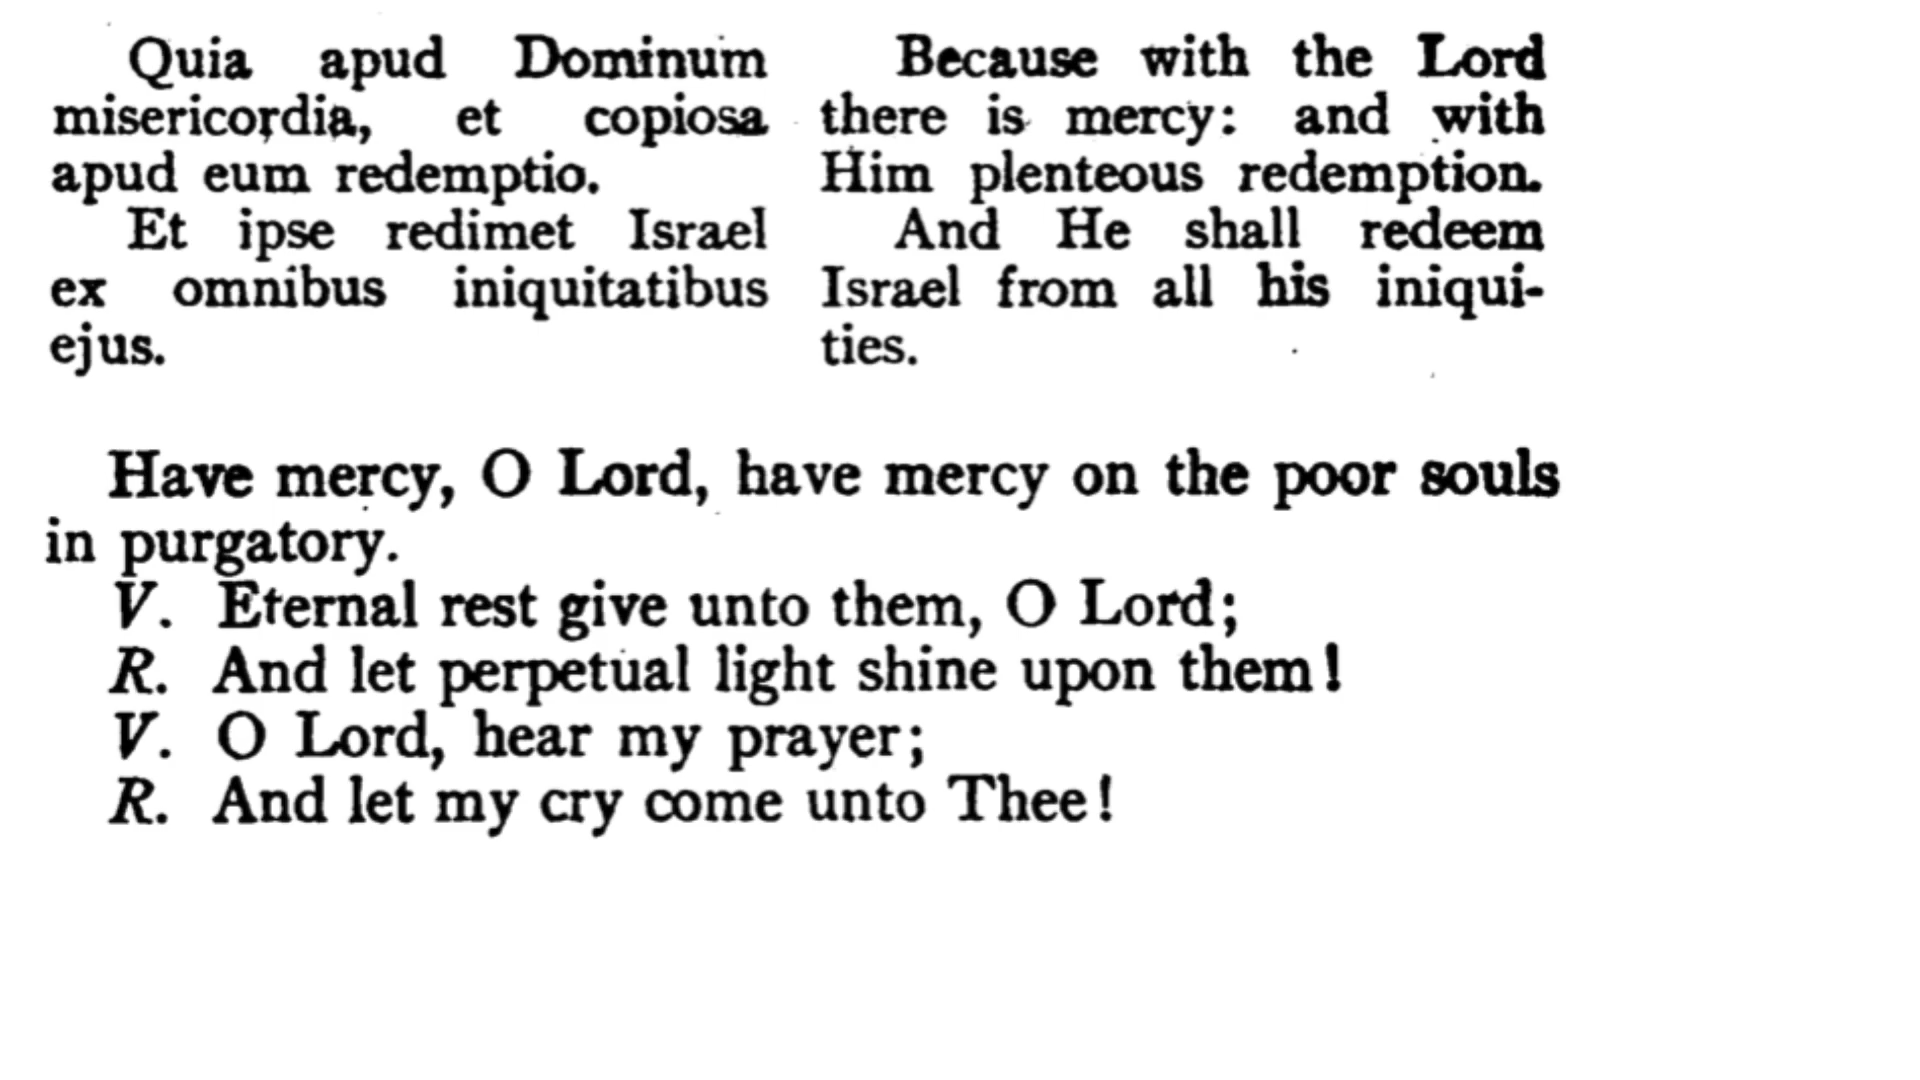 Quia apud Dominum
misericordia, et copiosa
apud eum redemptio.
Et ipse redimet Israel
ex omnibus iniquitatibus
ejus.
Because with the Lord
there is mercy: and with
Him plenteous redemption.
And He shall redeem
Israel from all his iniqui-
ties.
Have mercy, O Lord, have mercy on the poor souls
in purgatory.
V. Eternal rest give unto them, O Lord;
R. And let perpetual light shine upon them!
V. O Lord, hear my prayer;
R. And let my cry come unto Thee!